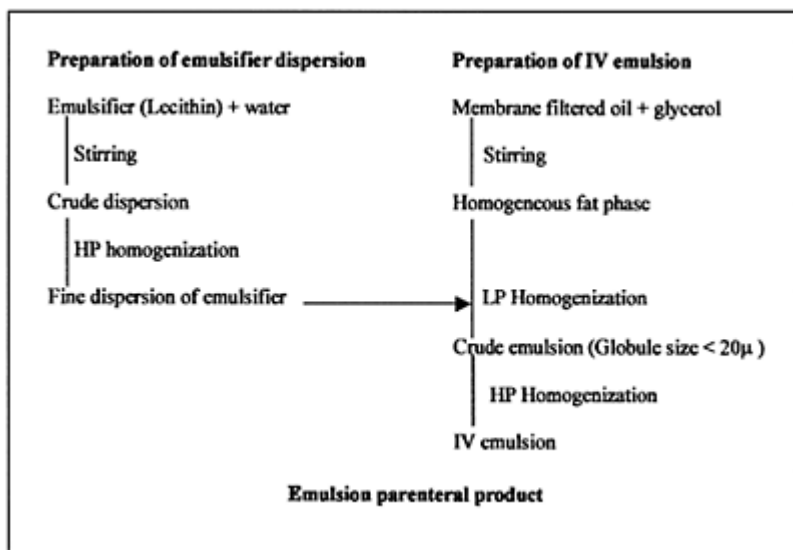 Preparation of emulsifier dispersion
Emulsifier (Lecithin) + water
Stirring
Crude dispersion
HP homogenization
Fine dispersion of emulsifier
Preparation of IV emulsion
Membrane filtered oil + glycerol
Stirring
Homogeneous fat phase
LP Homogenization
Crude emulsion (Globule size < 20μ )
HP Homogenization
IV emulsion
Emulsion parenteral product